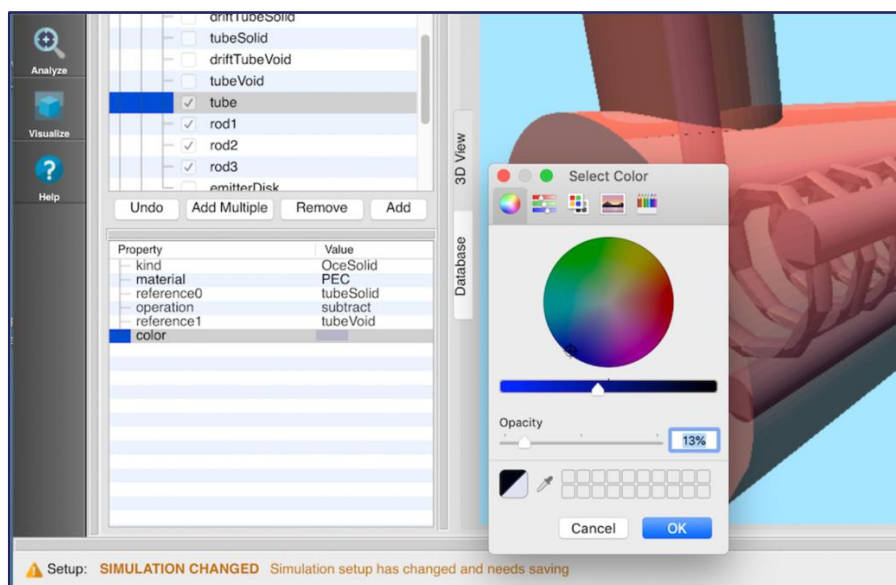 Analyze
Visualize
Help
driftTubeSolid
tubeSolid
driftTubeVoid
tubeVoid
tube
rod1
rod2
rod3
emitterDisk
Undo
Add Multiple
Remove
Add
Property Value
kind OceSolid
material PEC
reference0 tubeSolid
operation subtract
reference1 tubeVoid
color
3D View
Database
Select Color
Opacity
13%
Cancel
OK
Setup: SIMULATION CHANGED Simulation setup has changed and needs saving